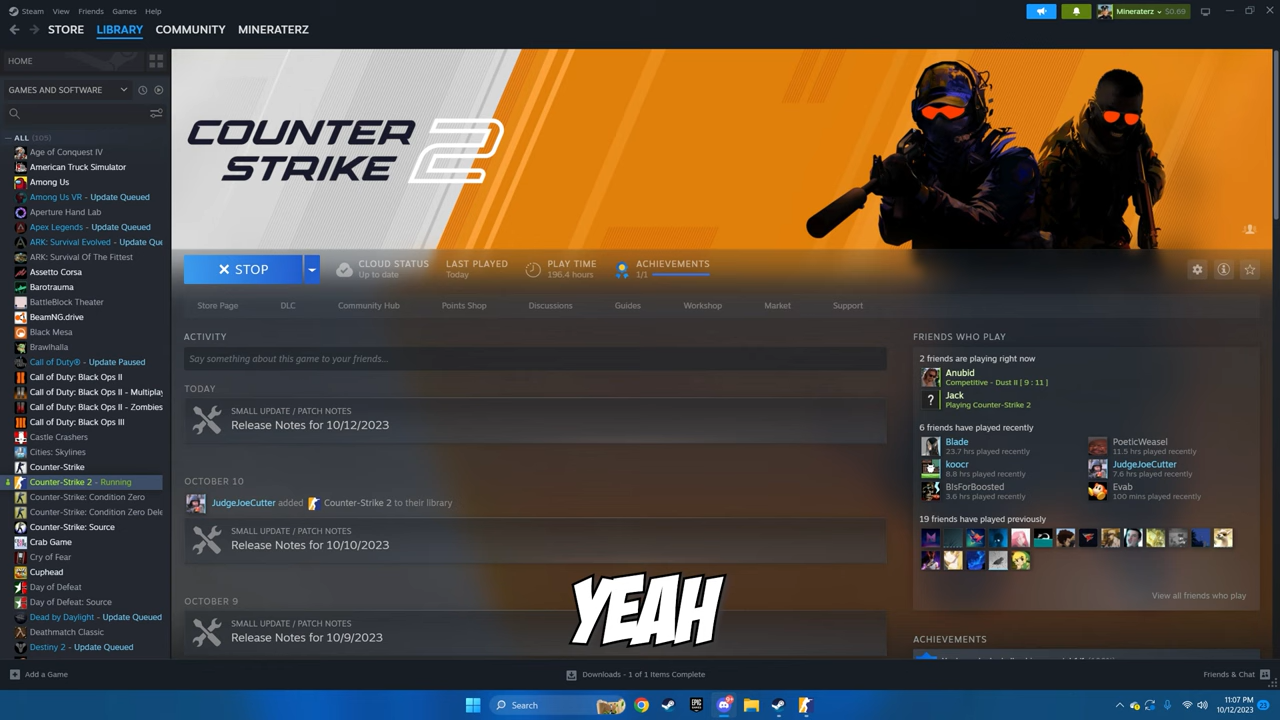 Steam View Friends Games Help
Mineraterz $0.69
STORE LIBRARY COMMUNITY MINERATERZ
HOME
GAMES AND SOFTWARE
ALL (105)
Age of Conquest IV
American Truck Simulator
Among Us
Among Us VR - Update Queued
Aperture Hand Lab
Apex Legends - Update Queued
ARK: Survival Evolved - Update Que
ARK: Survival Of The Fittest
Assetto Corsa
Barotrauma
BattleBlock Theater
BeamNG.drive
Black Mesa
Brawlhalla
Call of Duty® - Update Paused
Call of Duty: Black Ops II
Call of Duty: Black Ops II - Multiplay
Call of Duty: Black Ops II - Zombies
Call of Duty: Black Ops III
Castle Crashers
Cities: Skylines
Counter-Strike
Counter-Strike 2 - Running
Counter-Strike: Condition Zero
Counter-Strike: Condition Zero Dele
Counter-Strike: Source
Crab Game
Cry of Fear
Cuphead
Day of Defeat
Day of Defeat: Source
Dead by Daylight - Update Queued
Deathmatch Classic
Destiny 2 - Update Queued
COUNTER
STRIKE 2
STOP
CLOUD STATUS
Up to date
LAST PLAYED
Today
PLAY TIME
196.4 hours
ACHIEVEMENTS
1/1
Store Page DLC Community Hub Points Shop Discussions Guides Workshop Market Support
ACTIVITY
Say something about this game to your friends...
TODAY
SMALL UPDATE / PATCH NOTES
Release Notes for 10/12/2023
OCTOBER 10
JudgeJoeCutter added Counter-Strike 2 to their library
SMALL UPDATE / PATCH NOTES
Release Notes for 10/10/2023
OCTOBER 9
SMALL UPDATE / PATCH NOTES
Release Notes for 10/9/2023
YEAH
FRIENDS WHO PLAY
2 friends are playing right now
Anubid
Competitive - Dust II [ 9 : 11 ]
?
Jack
Playing Counter-Strike 2
6 friends have played recently
Blade
23.7 hrs played recently
PoeticWeasel
11.5 hrs played recently
koocr
8.8 hrs played recently
JudgeJoeCutter
7.6 hrs played recently
BIsForBoosted
3.6 hrs played recently
Evab
100 mins played recently
19 friends have played previously
View all friends who play
ACHIEVEMENTS
Add a Game
Downloads - 1 of 1 Items Complete
Friends & Chat
Search
11:07 PM
10/12/2023
23